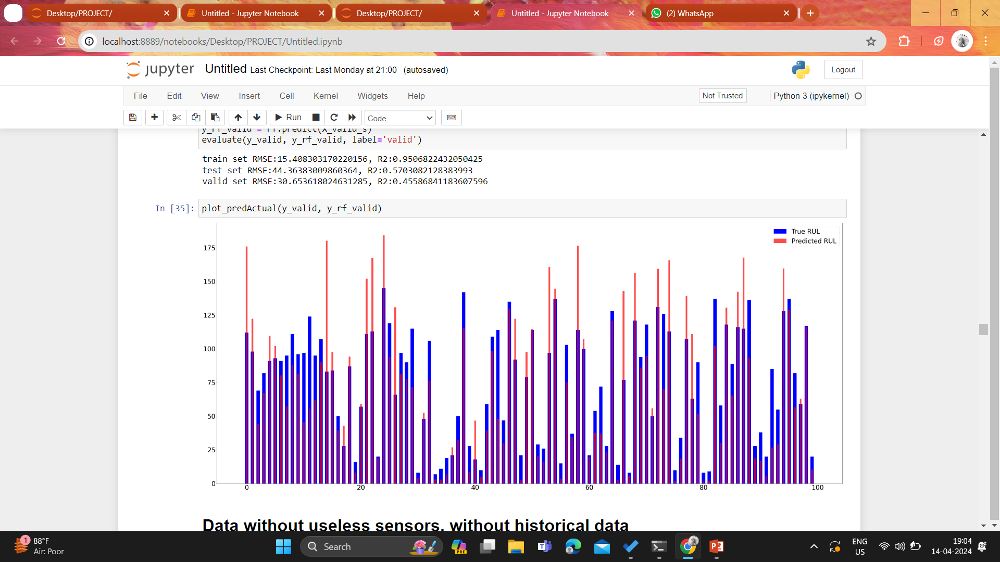 Desktop/PROJECT/
Untitled - Jupyter Notebook
Desktop/PROJECT/
Untitled - Jupyter Notebook
(2) WhatsApp
localhost:8889/notebooks/Desktop/PROJECT/Untitled.ipynb
jupyter Untitled Last Checkpoint: Last Monday at 21:00 (autosaved)
Logout
File Edit View Insert Cell Kernel Widgets Help
Not Trusted
Python 3 (ipykernel)
Run
Code
y_rf_valid = rf.predict(X_valid_s)
evaluate(y_valid, y_rf_valid, label='valid')
train set RMSE:15.408303170220156, R2:0.9506822432050425
test set RMSE:44.36383009860364, R2:0.5703082128383993
valid set RMSE:30.653618024631285, R2:0.45586841183607596
In [35]: plot_predActual(y_valid, y_rf_valid)
True RUL
Predicted RUL
175
150
125
100
75
50
25
0
0 20 40 60 80 100
Data without useless sensors, without historical data
1
88°F
Air: Poor
Search
PRE
ENG
US
19:04
14-04-2024